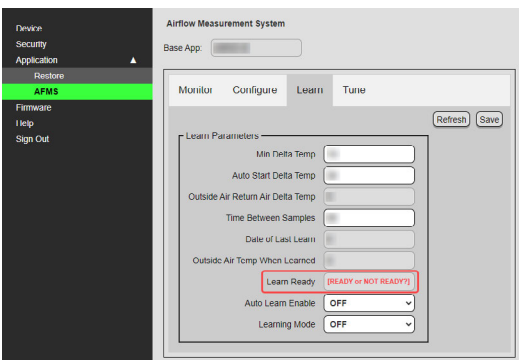 Device
Security
Application ▲
Restore
AFMS
Firmware
Help
Sign Out
Airflow Measurement System
Base App:
Monitor Configure Learn Tune
Refresh Save
Learn Parameters
Min Delta Temp
Auto Start Delta Temp
Outside Air Return Air Delta Temp
Time Between Samples
Date of Last Learn
Outside Air Temp When Learned
Learn Ready [READY or NOT READY?]
Auto Learn Enable OFF
Learning Mode OFF